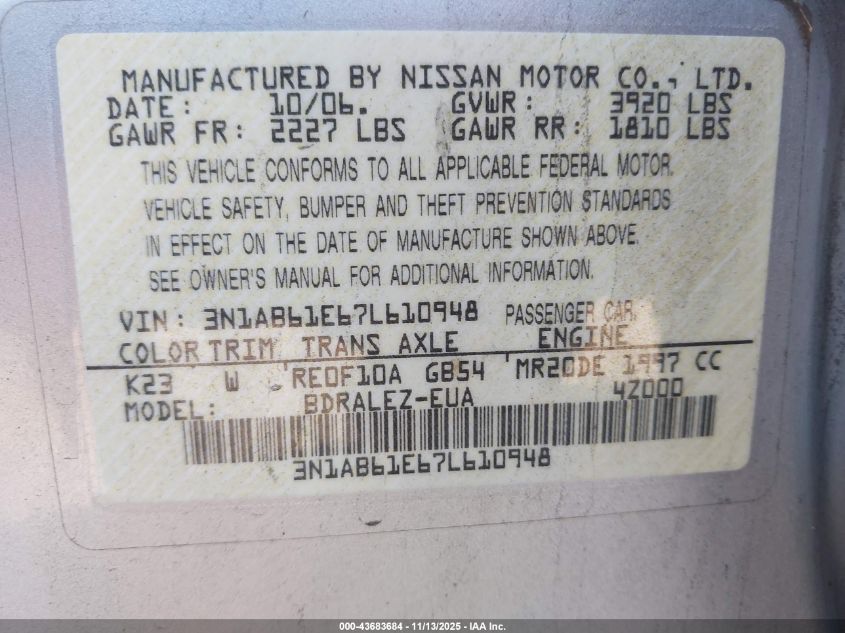 MANUFACTURED BY NISSAN MOTOR CO., LTD.
DATE: 10/06. GVWR: 3920 LBS
GAWR FR: 2227 LBS GAWR RR: 1810 LBS
THIS VEHICLE CONFORMS TO ALL APPLICABLE FEDERAL MOTOR
VEHICLE SAFETY, BUMPER AND THEFT PREVENTION STANDARDS
IN EFFECT ON THE DATE OF MANUFACTURE SHOWN ABOVE.
SEE OWNER'S MANUAL FOR ADDITIONAL INFORMATION.
VIN: 3N1AB61E67L610948 PASSENGER CAR
COLOR TRIM TRANS AXLE ENGINE
K23 W RE0F10A GB54 MR20DE 1997 CC
MODEL: BDRALEZ-EUA 4Z000
3N1AB61E67L610948
000-43683684 - 11/13/2025 - IAA Inc.